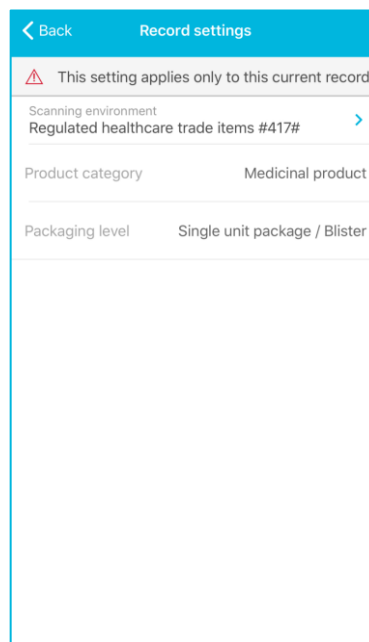 Back Record settings
This setting applies only to this current record
Scanning environment
Regulated healthcare trade items #417#
Product category Medicinal product
Packaging level Single unit package / Blister